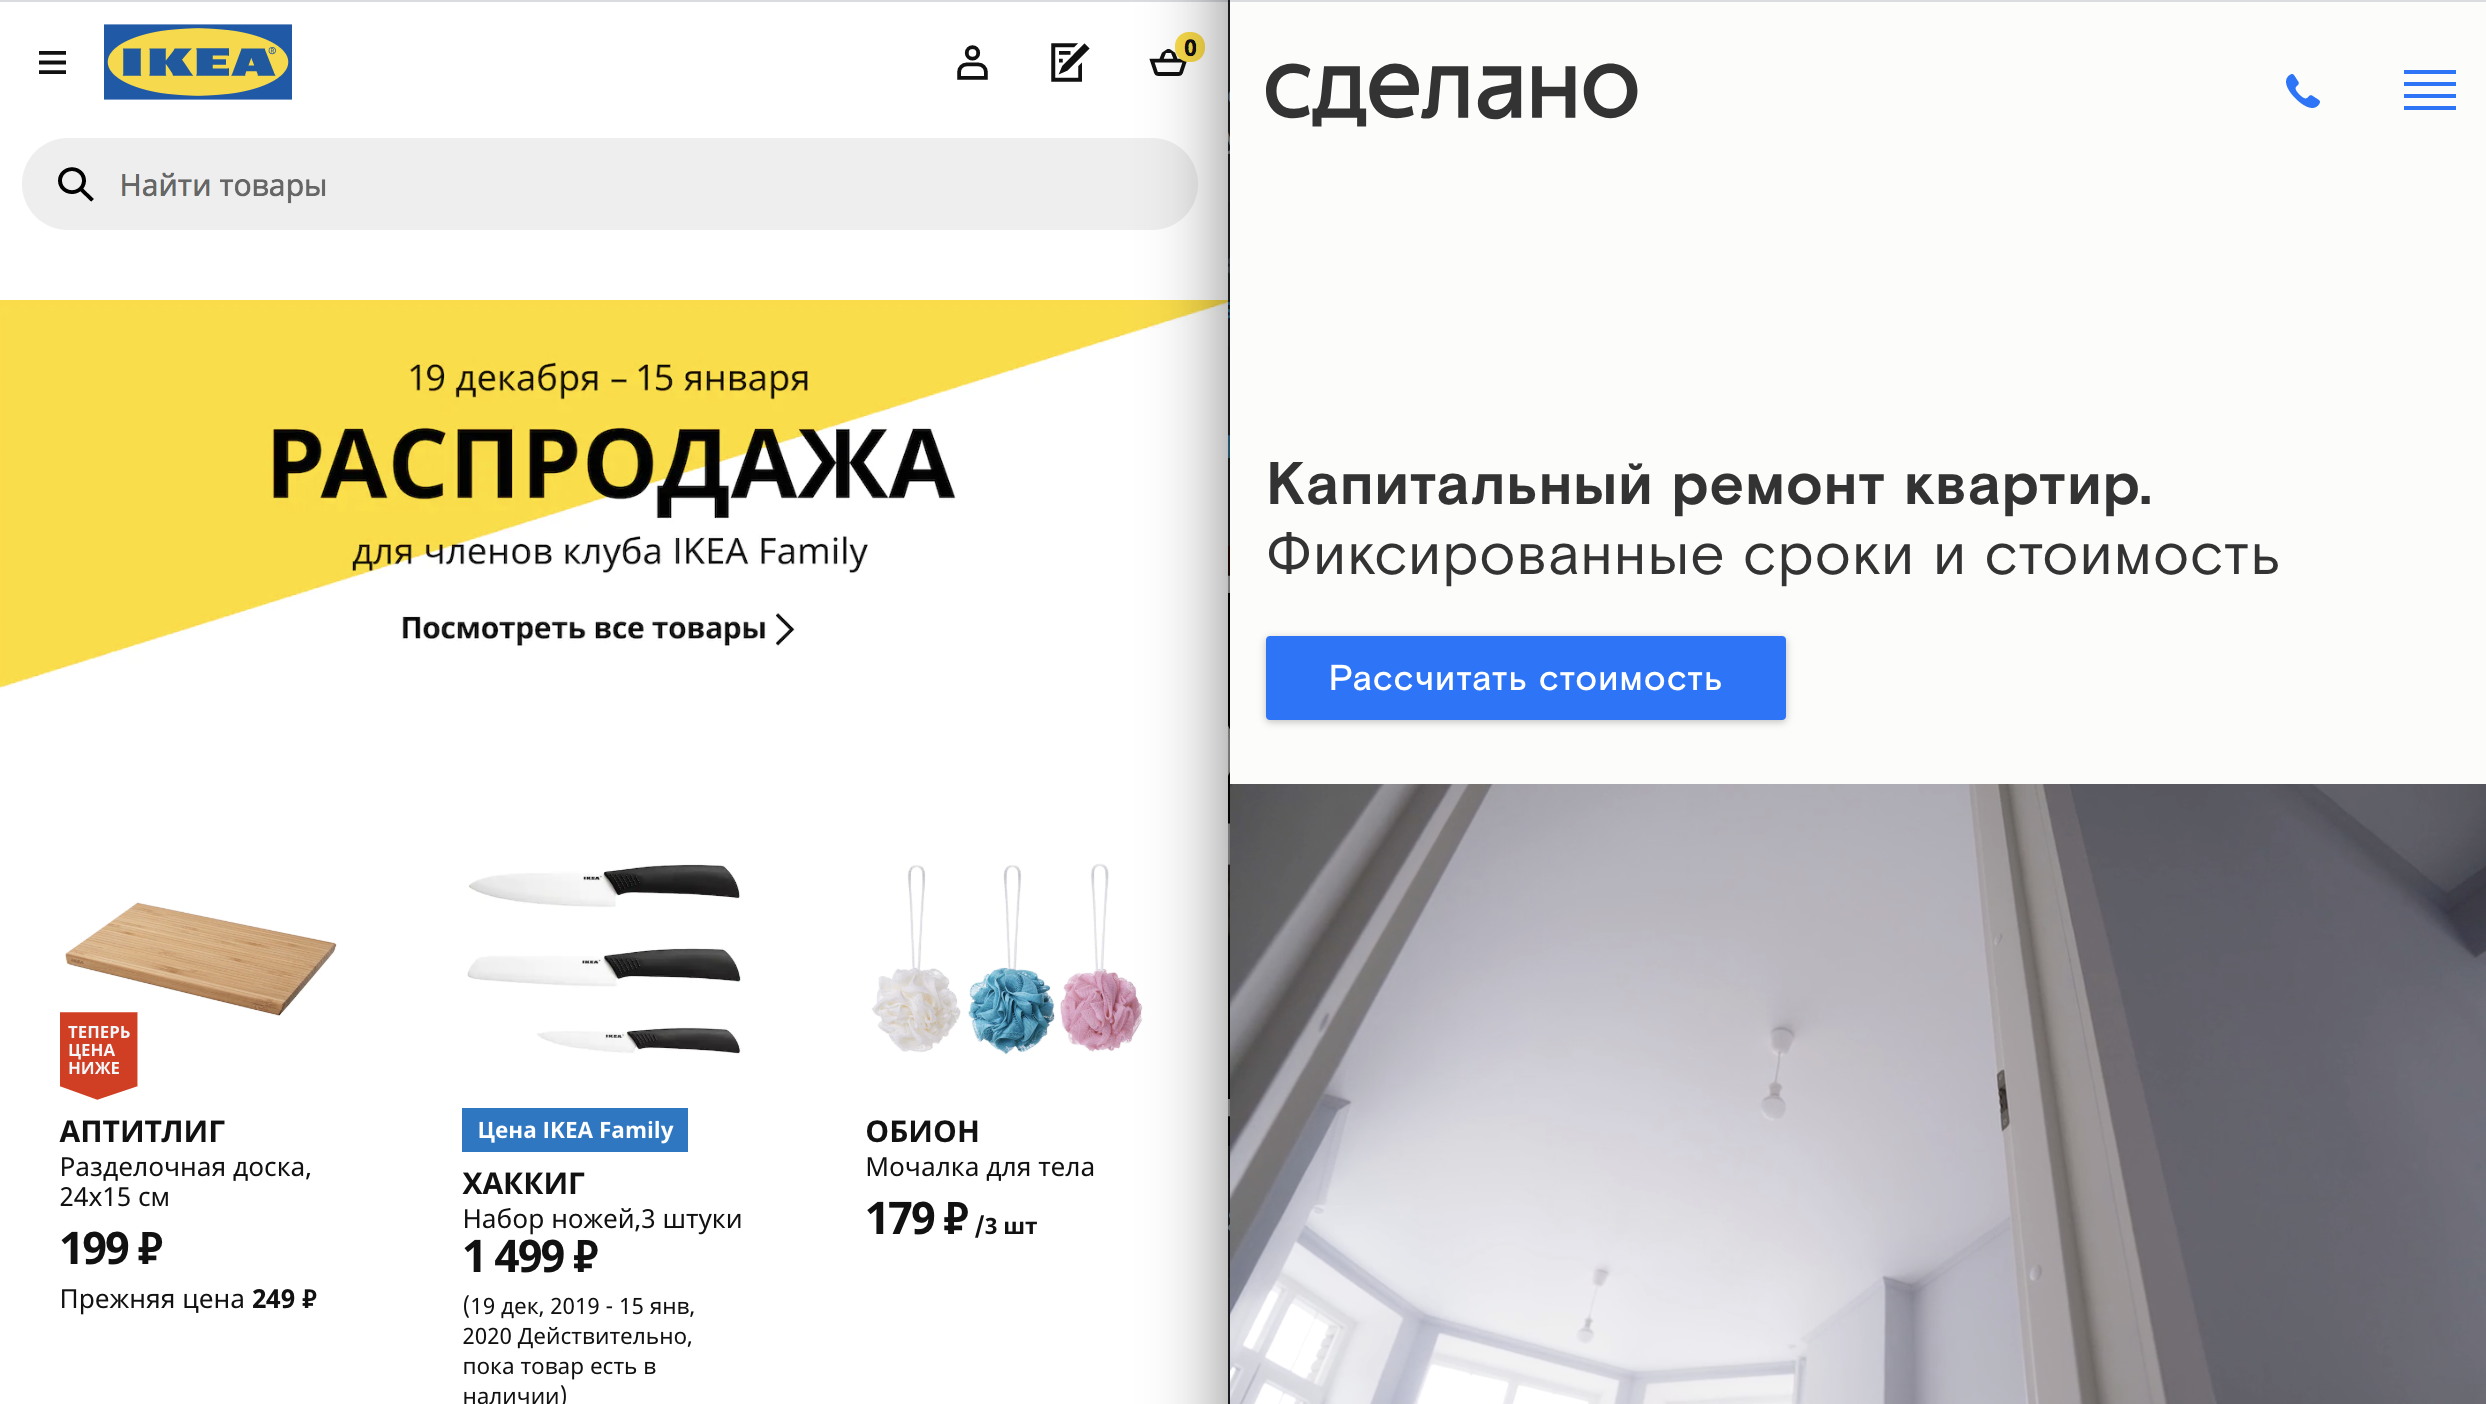 IKEA
0
Найти товары
19 декабря – 15 января
РАСПРОДАЖА
для членов клуба IKEA Family
Посмотреть все товары
ТЕПЕРЬ
ЦЕНА
НИЖЕ
АПТИТЛИГ
Разделочная доска,
24x15 см
199 ₽
Прежняя цена 249 ₽
IKEA
IKEA
IKEA
Цена IKEA Family
ХАККИГ
Набор ножей,3 штуки
1 499 ₽
(19 дек, 2019 - 15 янв,
2020 Действительно,
пока товар есть в
наличии)
ОБИОН
Мочалка для тела
179 ₽ /3 шт
сделано
Капитальный ремонт квартир.
Фиксированные сроки и стоимость
Рассчитать стоимость